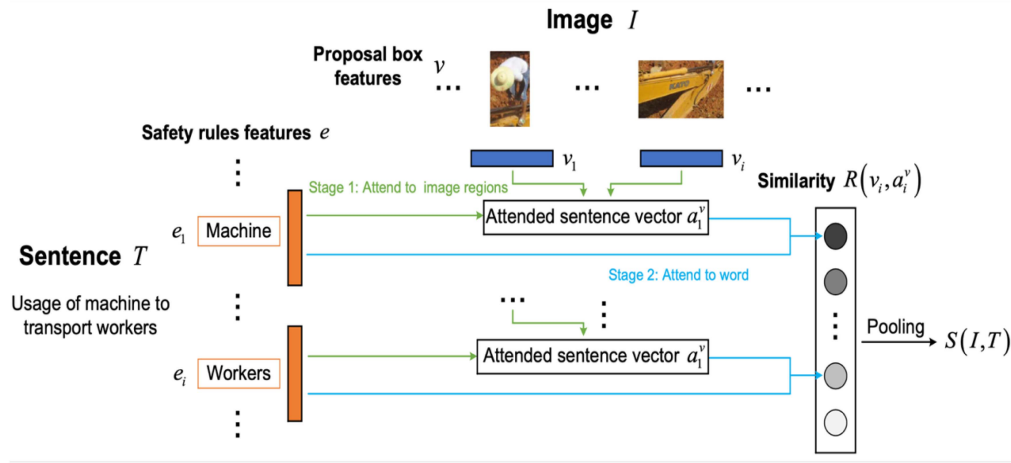 Image I
Proposal box
features v
...
...
...
Safety rules features e
v₁
vᵢ
Stage 1: Attend to image regions
Similarity R(vᵢ,aᵢᵛ)
Attended sentence vector a₁ᵛ
e₁ Machine
Sentence T
Stage 2: Attend to word
Usage of machine to
transport workers
...
Pooling
S(I,T)
Attended sentence vector a₁ᵛ
eᵢ Workers